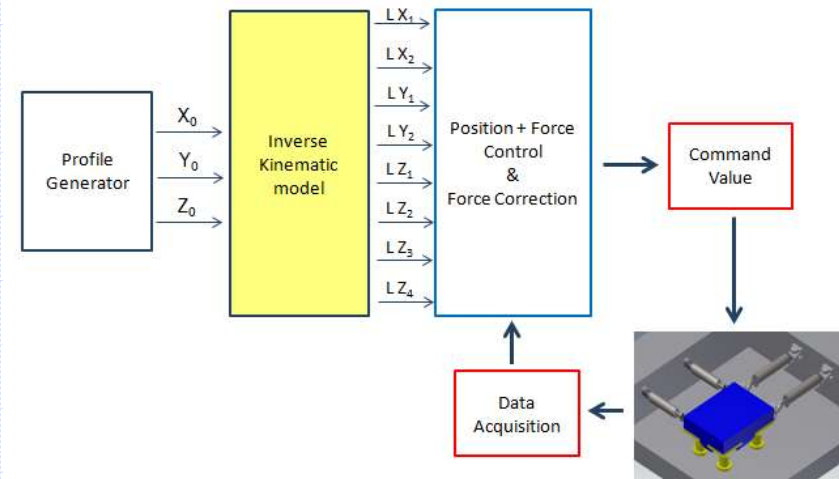 Profile
Generator
X₀
Y₀
Z₀
Inverse
Kinematic
model
L X₁
L X₂
L Y₁
L Y₂
L Z₁
L Z₂
L Z₃
L Z₄
Position + Force
Control
&
Force Correction
Command
Value
Data
Acquisition